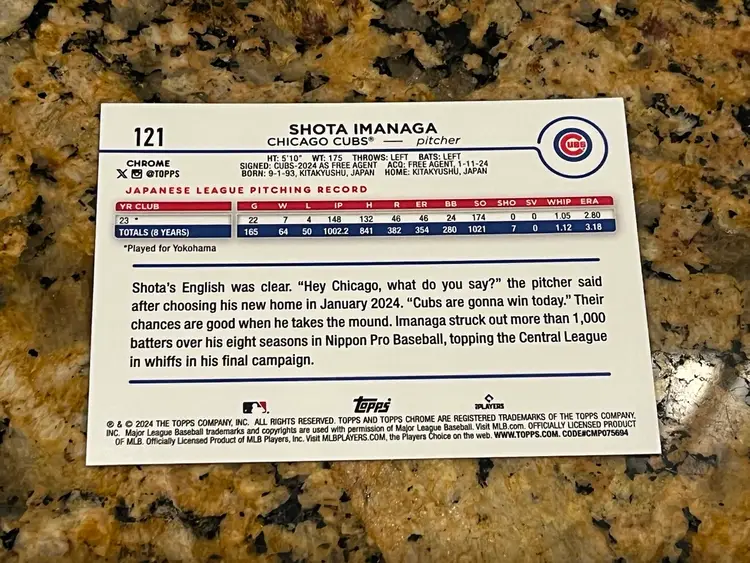 121
SHOTA IMANAGA
CHICAGO CUBS® — pitcher
CUBS
CHROME
@TOPPS
HT: 5'10" WT: 175 THROWS: LEFT BATS: LEFT
SIGNED: CUBS-2024 AS FREE AGENT ACQ: FREE AGENT, 1-11-24
BORN: 9-1-93, KITAKYUSHU, JAPAN HOME: KITAKYUSHU, JAPAN
JAPANESE LEAGUE PITCHING RECORD
YR CLUB G W L IP H R ER BB SO SHO SV WHIP ERA
23 * 22 7 4 148 132 46 46 24 174 0 0 1.05 2.80
TOTALS (8 YEARS) 165 64 50 1002.2 841 382 354 280 1021 7 0 1.12 3.18
*Played for Yokohama
Shota's English was clear. "Hey Chicago, what do you say?" the pitcher said
after choosing his new home in January 2024. "Cubs are gonna win today." Their
chances are good when he takes the mound. Imanaga struck out more than 1,000
batters over his eight seasons in Nippon Pro Baseball, topping the Central League
in whiffs in his final campaign.
Topps
PLAYERS
® & © 2024 THE TOPPS COMPANY, INC. ALL RIGHTS RESERVED. TOPPS AND TOPPS CHROME ARE REGISTERED TRADEMARKS OF THE TOPPS COMPANY,
INC. Major League Baseball trademarks and copyrights are used with permission of Major League Baseball. Visit MLB.com. OFFICIALLY LICENSED PRODUCT
OF MLB. Officially Licensed Product of MLB Players, Inc. Visit MLBPLAYERS.COM, the Players Choice on the web. WWW.TOPPS.COM. CODE#CMP075694